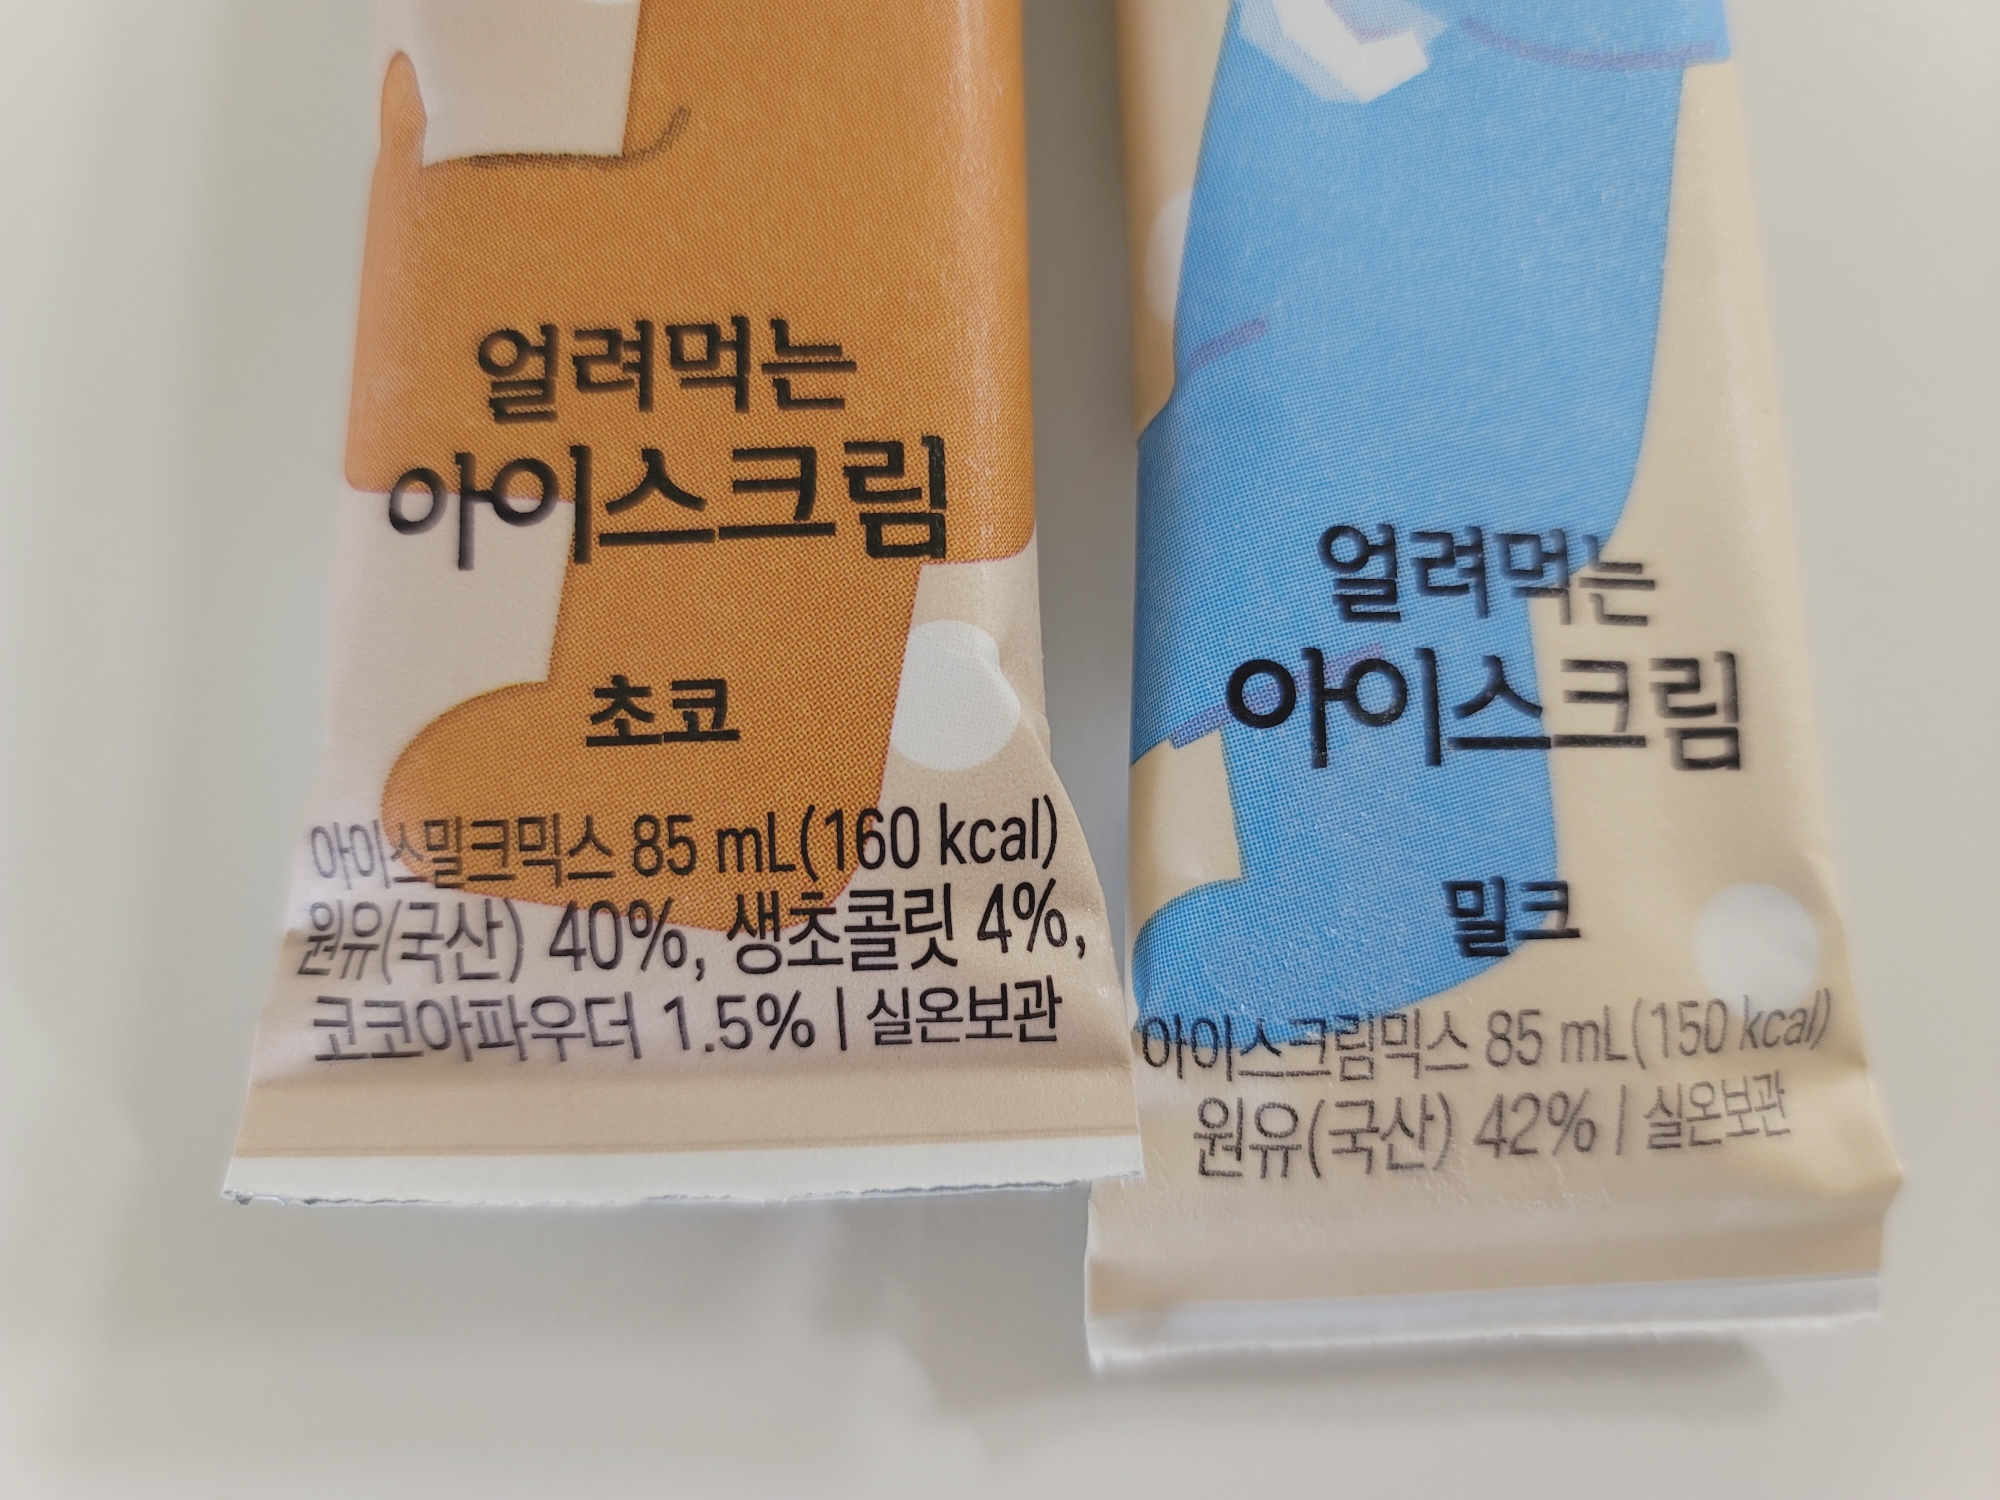 얼려먹는
아이스크림
초코
아이스밀크믹스 85 mL(160 kcal)
원유(국산) 40%, 생초콜릿 4%,
코코아파우더 1.5% | 실온보관
얼려먹는
아이스크림
밀크
아이스크림믹스 85 mL(150 kcal)
원유(국산) 42% | 실온보관